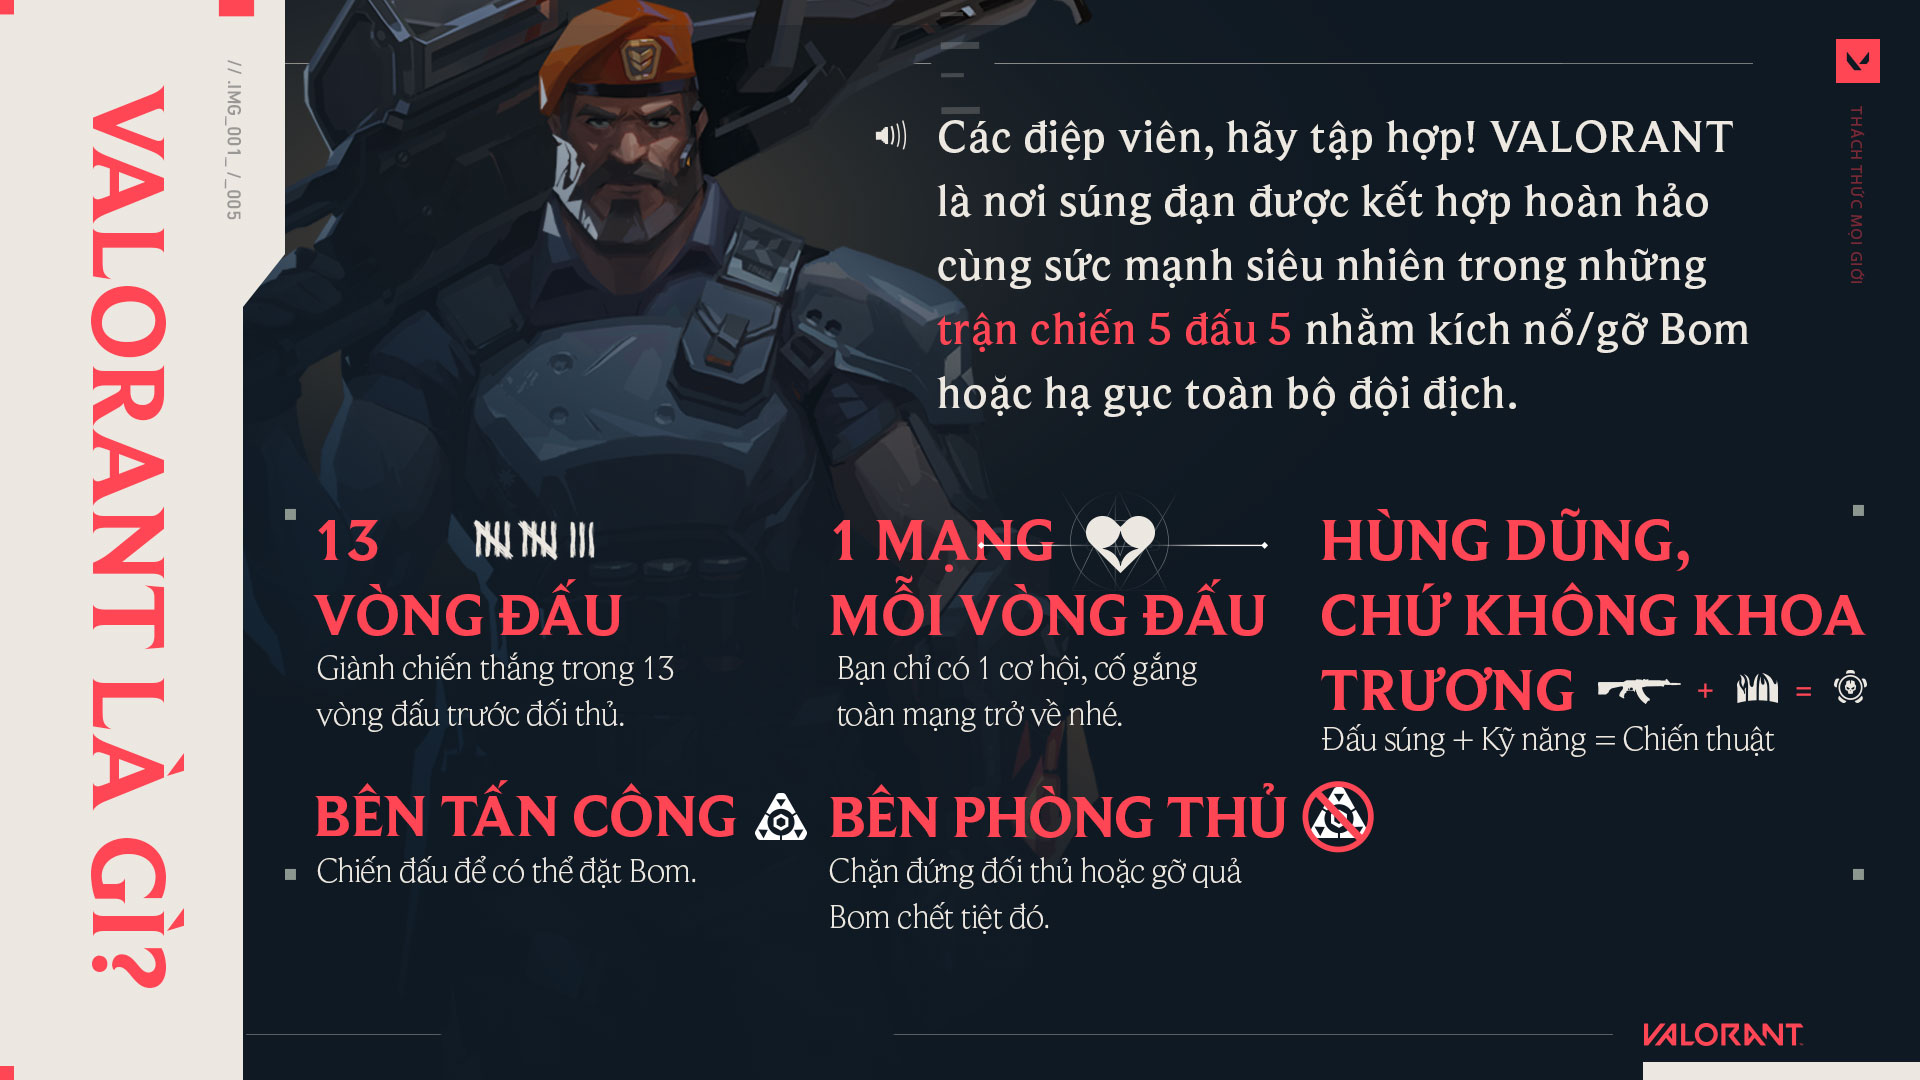 VALORANT LÀ GÌ?
// .IMG_001_ / _005
Các điệp viên, hãy tập hợp! VALORANT
là nơi súng đạn được kết hợp hoàn hảo
cùng sức mạnh siêu nhiên trong những
trận chiến 5 đấu 5 nhằm kích nổ/gỡ Bom
hoặc hạ gục toàn bộ đội địch.
THÁCH THỨC MỌI GIỚI
13
VÒNG ĐẤU
Giành chiến thắng trong 13
vòng đấu trước đối thủ.
1 MẠNG
MỖI VÒNG ĐẤU
Bạn chỉ có 1 cơ hội, cố gắng
toàn mạng trở về nhé.
HÙNG DŨNG,
CHỨ KHÔNG KHOA
TRƯƠNG + =
Đấu súng + Kỹ năng = Chiến thuật
BÊN TẤN CÔNG
Chiến đấu để có thể đặt Bom.
BÊN PHÒNG THỦ
Chặn đứng đối thủ hoặc gỡ quả
Bom chết tiệt đó.
VALORANT